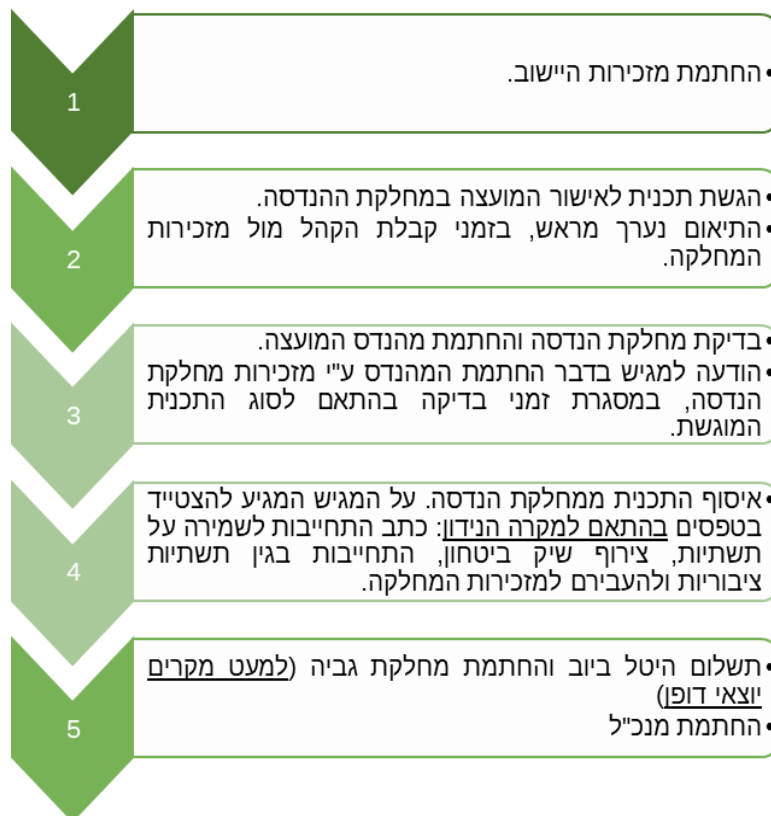 1
•החתמת מזכירות היישוב.
2
•הגשת תכנית לאישור המועצה במחלקת ההנדסה.
•התיאום נערך מראש, בזמני קבלת הקהל מול מזכירות
המחלקה.
3
•בדיקת מחלקת הנדסה והחתמת מהנדס המועצה.
•הודעה למגיש בדבר החתמת המהנדס ע"י מזכירות מחלקת
הנדסה, במסגרת זמני בדיקה בהתאם לסוג התכנית
המוגשת.
4
•איסוף התכנית ממחלקת הנדסה. על המגיש המגיע להצטייד
בטפסים בהתאם למקרה הנידון: כתב התחייבות לשמירה על
תשתיות, צירוף שיק ביטחון, התחייבות בגין תשתיות
ציבוריות ולהעבירם למזכירות המחלקה.
5
•תשלום היטל ביוב והחתמת מחלקת גביה (למעט מקרים
יוצאי דופן)
•החתמת מנכ"ל